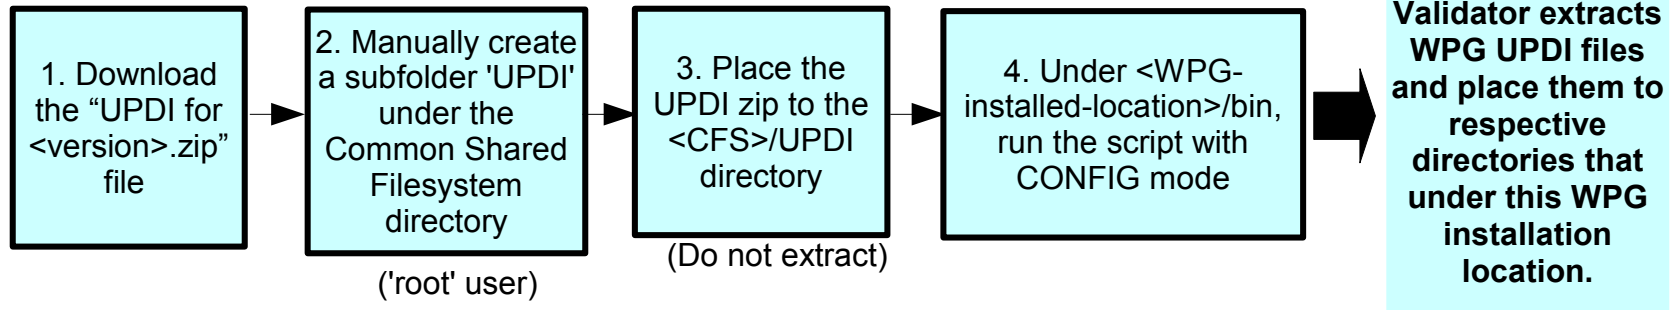 1. Download
the “UPDI for
<version>.zip”
file
2. Manually create
a subfolder 'UPDI'
under the
Common Shared
Filesystem
directory
('root' user)
3. Place the
UPDI zip to the
<CFS>/UPDI
directory
(Do not extract)
4. Under <WPG-
installed-location>/bin,
run the script with
CONFIG mode
Validator extracts
WPG UPDI files
and place them to
respective
directories that
under this WPG
installation
location.